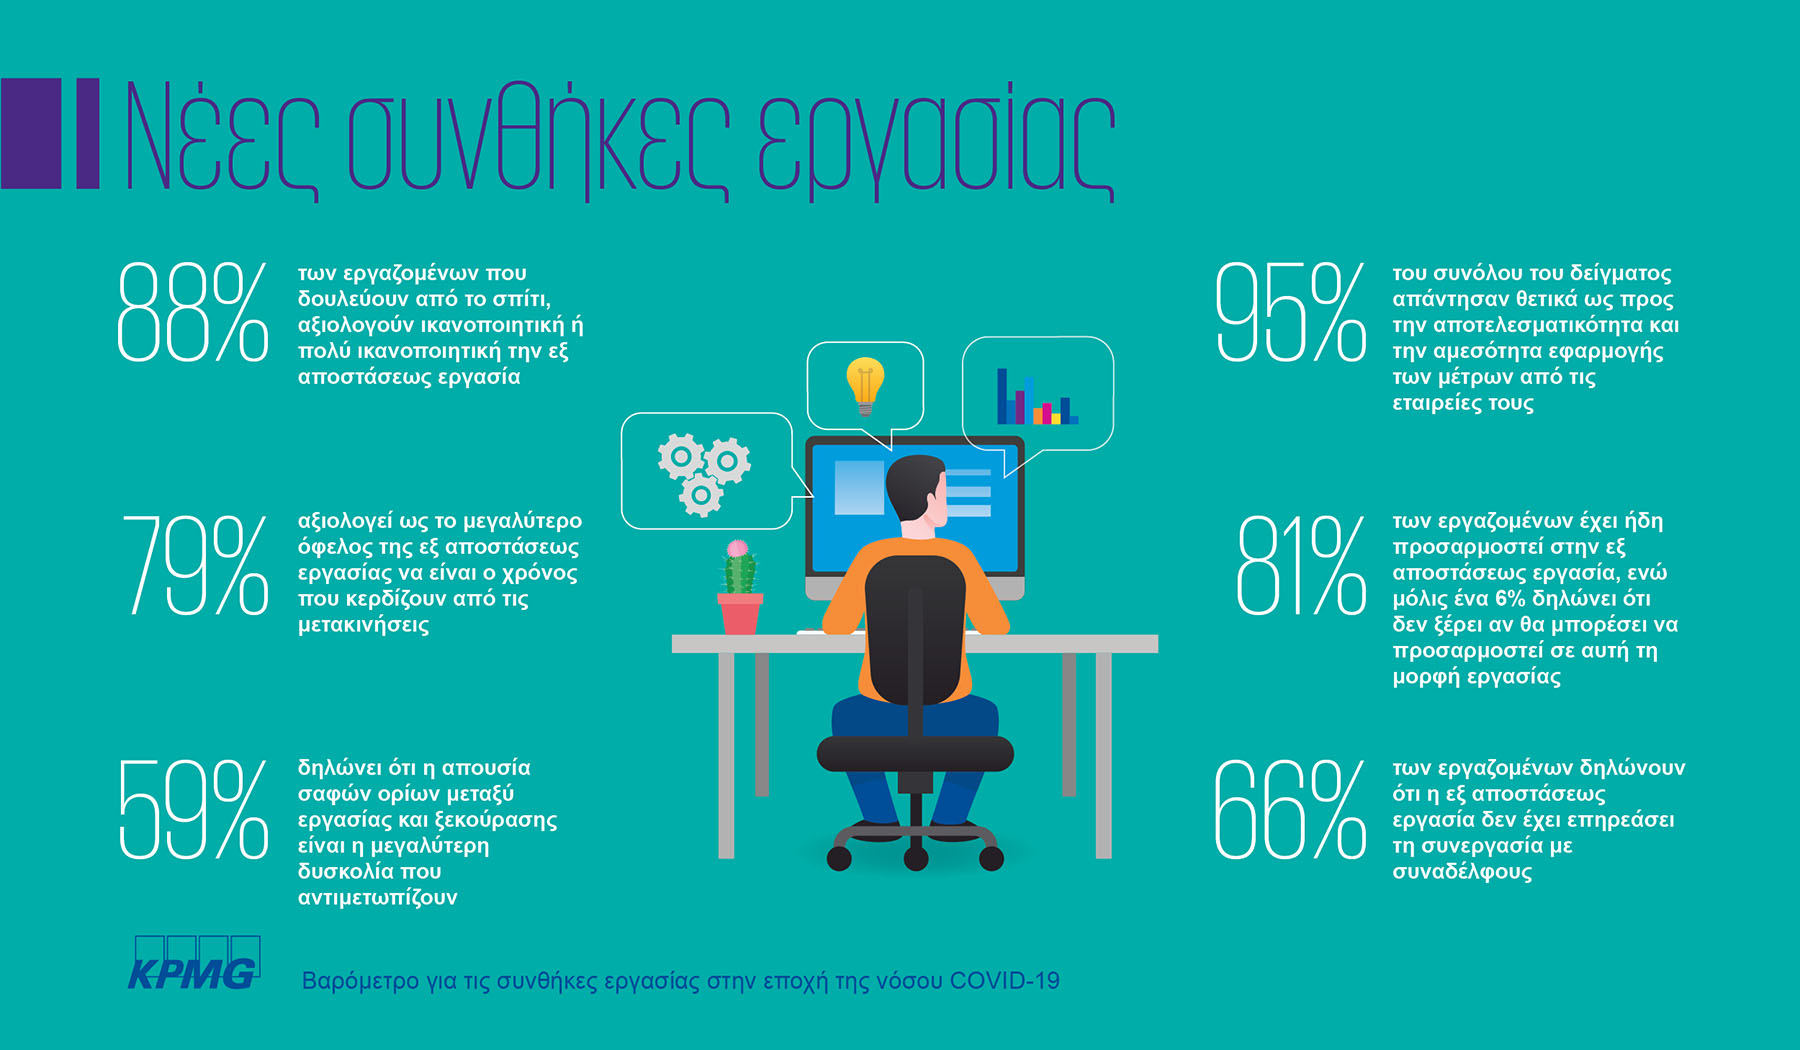 Νέες συνθήκες εργασίας
88%
των εργαζομένων που
δουλεύουν από το σπίτι,
αξιολογούν ικανοποιητική ή
πολύ ικανοποιητική την εξ
αποστάσεως εργασία
79%
αξιολογεί ως το μεγαλύτερο
όφελος της εξ αποστάσεως
εργασίας να είναι ο χρόνος
που κερδίζουν από τις
μετακινήσεις
59%
δηλώνει ότι η απουσία
σαφών ορίων μεταξύ
εργασίας και ξεκούρασης
είναι η μεγαλύτερη
δυσκολία που
αντιμετωπίζουν
95%
του συνόλου του δείγματος
απάντησαν θετικά ως προς
την αποτελεσματικότητα και
την αμεσότητα εφαρμογής
των μέτρων από τις
εταιρείες τους
81%
των εργαζομένων έχει ήδη
προσαρμοστεί στην εξ
αποστάσεως εργασία, ενώ
μόλις ένα 6% δηλώνει ότι
δεν ξέρει αν θα μπορέσει να
προσαρμοστεί σε αυτή τη
μορφή εργασίας
66%
των εργαζομένων δηλώνουν
ότι η εξ αποστάσεως
εργασία δεν έχει επηρεάσει
τη συνεργασία με
συναδέλφους
KPMG
Βαρόμετρο για τις συνθήκες εργασίας στην εποχή της νόσου COVID-19